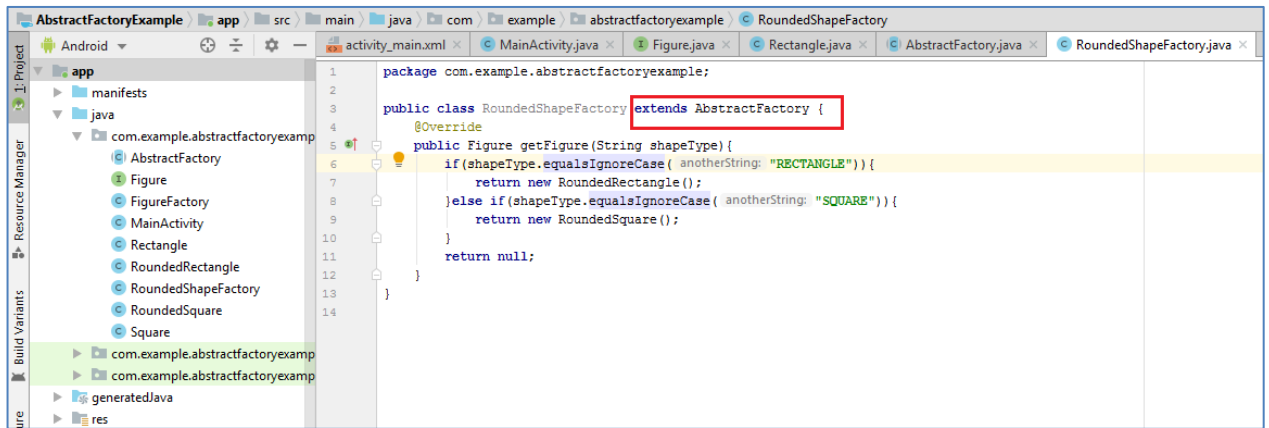 AbstractFactoryExample app src main java com example abstractfactoryexample RoundedShapeFactory
Android
activity_main.xml MainActivity.java Figure.java Rectangle.java AbstractFactory.java RoundedShapeFactory.java
1: Project
Resource Manager
Build Variants
ure
app
manifests
java
com.example.abstractfactoryexamp
AbstractFactory
Figure
FigureFactory
MainActivity
Rectangle
RoundedRectangle
RoundedShapeFactory
RoundedSquare
Square
com.example.abstractfactoryexamp
com.example.abstractfactoryexamp
generatedJava
res
1 package com.example.abstractfactoryexample;
2
3 public class RoundedShapeFactory extends AbstractFactory {
4 @Override
5 public Figure getFigure(String shapeType){
6 if(shapeType.equalsIgnoreCase( anotherString: "RECTANGLE")){
7 return new RoundedRectangle();
8 }else if(shapeType.equalsIgnoreCase( anotherString: "SQUARE")){
9 return new RoundedSquare();
10 }
11 return null;
12 }
13 }
14